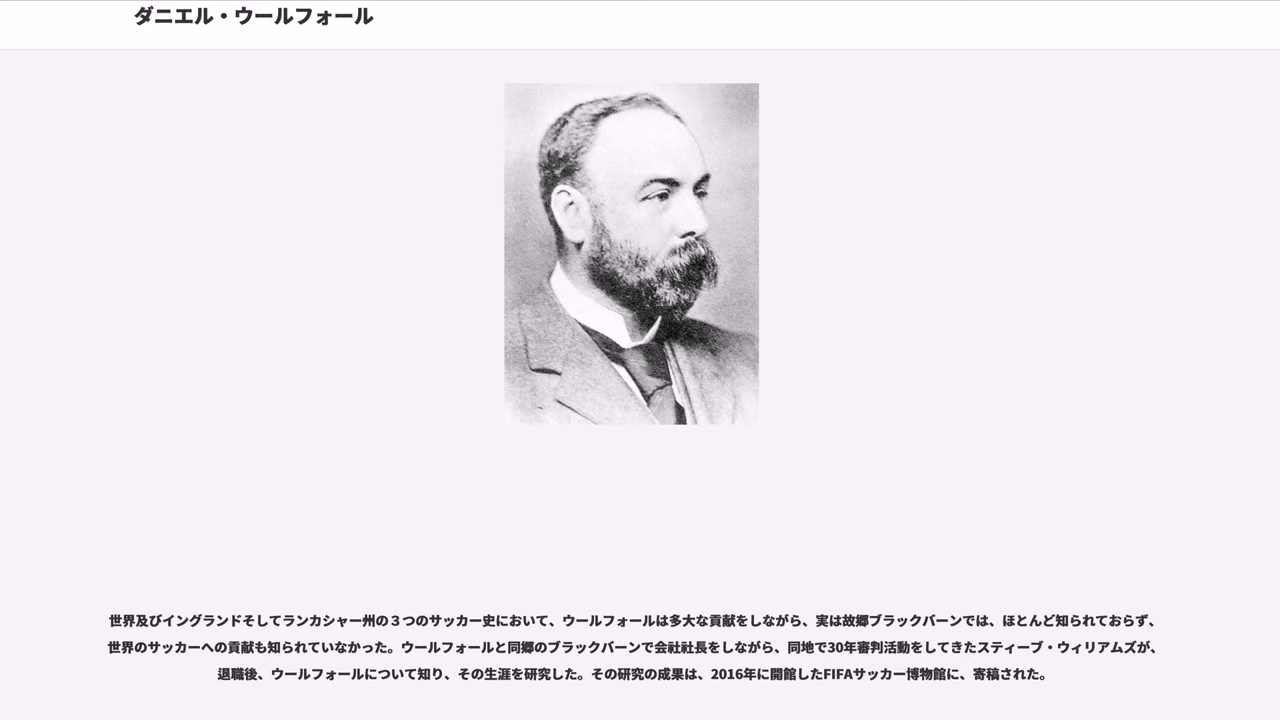 ダニエル・ウールフォール
世界及びイングランドそしてランカシャー州の３つのサッカー史において、ウールフォールは多大な貢献をしながら、実は故郷ブラックバーンでは、ほとんど知られておらず、
世界のサッカーへの貢献も知られていなかった。ウールフォールと同郷のブラックバーンで会社社長をしながら、同地で30年審判活動をしてきたスティーブ・ウィリアムズが、
退職後、ウールフォールについて知り、その生涯を研究した。その研究の成果は、2016年に開館したFIFAサッカー博物館に、寄稿された。